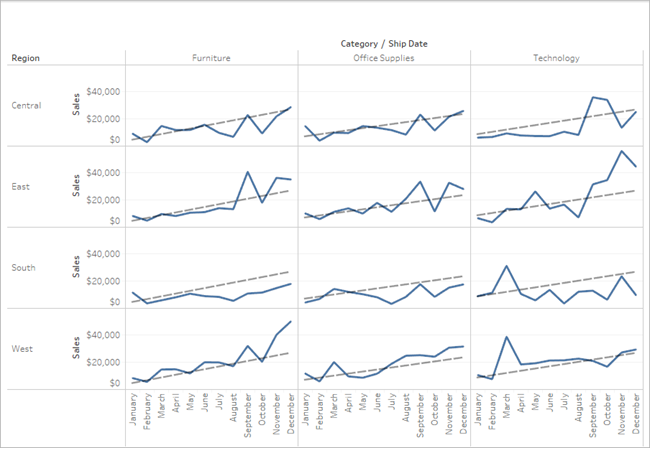 Category / Ship Date
Region Furniture Office Supplies Technology
Central
Sales
$40,000
$20,000
$0
East
Sales
$40,000
$20,000
$0
South
Sales
$40,000
$20,000
$0
West
Sales
$40,000
$20,000
$0
January
February
March
April
May
June
July
August
September
October
November
December
January
February
March
April
May
June
July
August
September
October
November
December
January
February
March
April
May
June
July
August
September
October
November
December